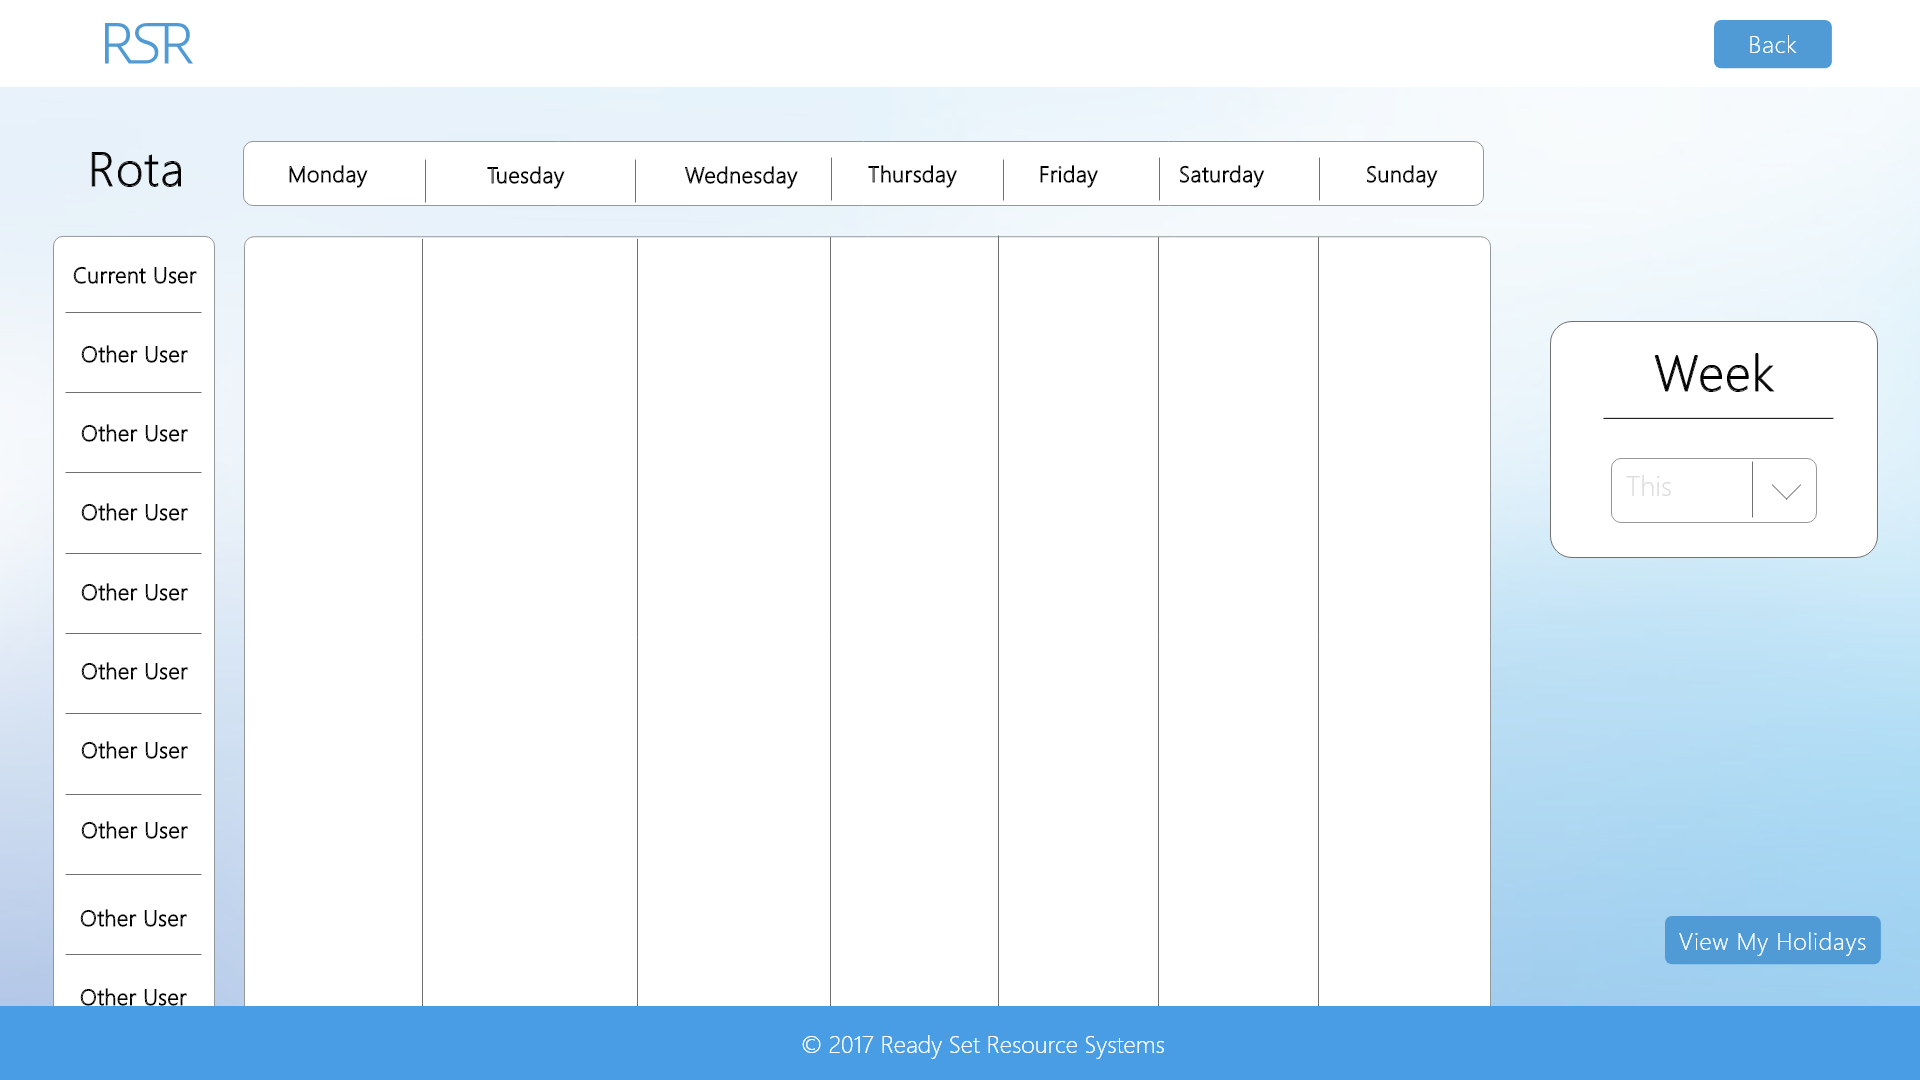 RSR
Back
Rota
Monday Tuesday Wednesday Thursday Friday Saturday Sunday
Current User
Other User
Other User
Other User
Other User
Other User
Other User
Other User
Other User
Other User
Week
This
View My Holidays
© 2017 Ready Set Resource Systems